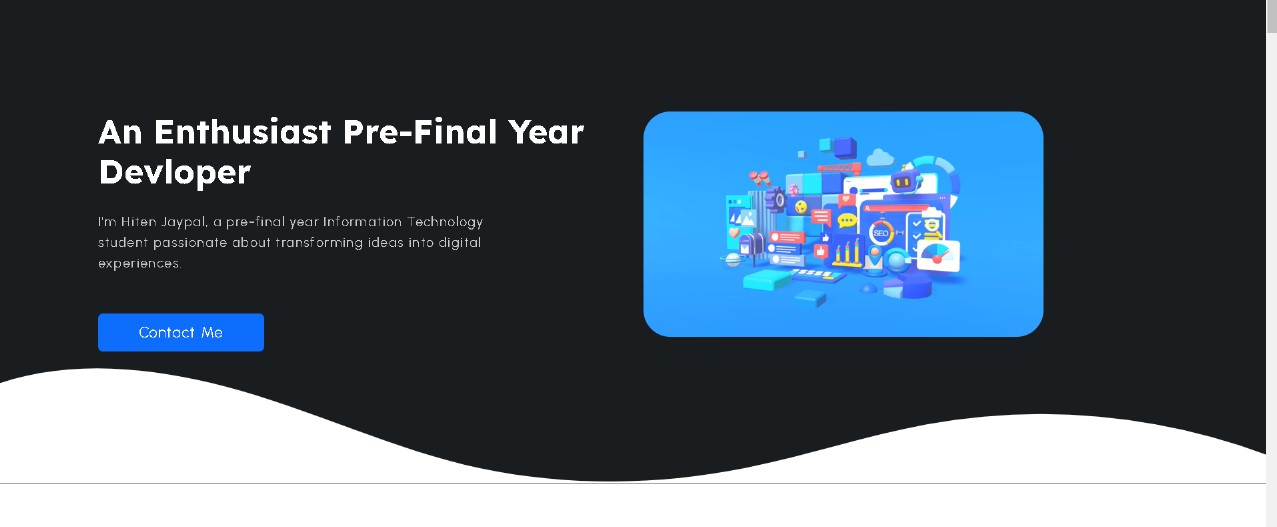 An Enthusiast Pre-Final Year
Devloper
I'm Hiten Jaypal, a pre-final year Information Technology
student passionate about transforming ideas into digital
experiences.
Contact Me
SEO